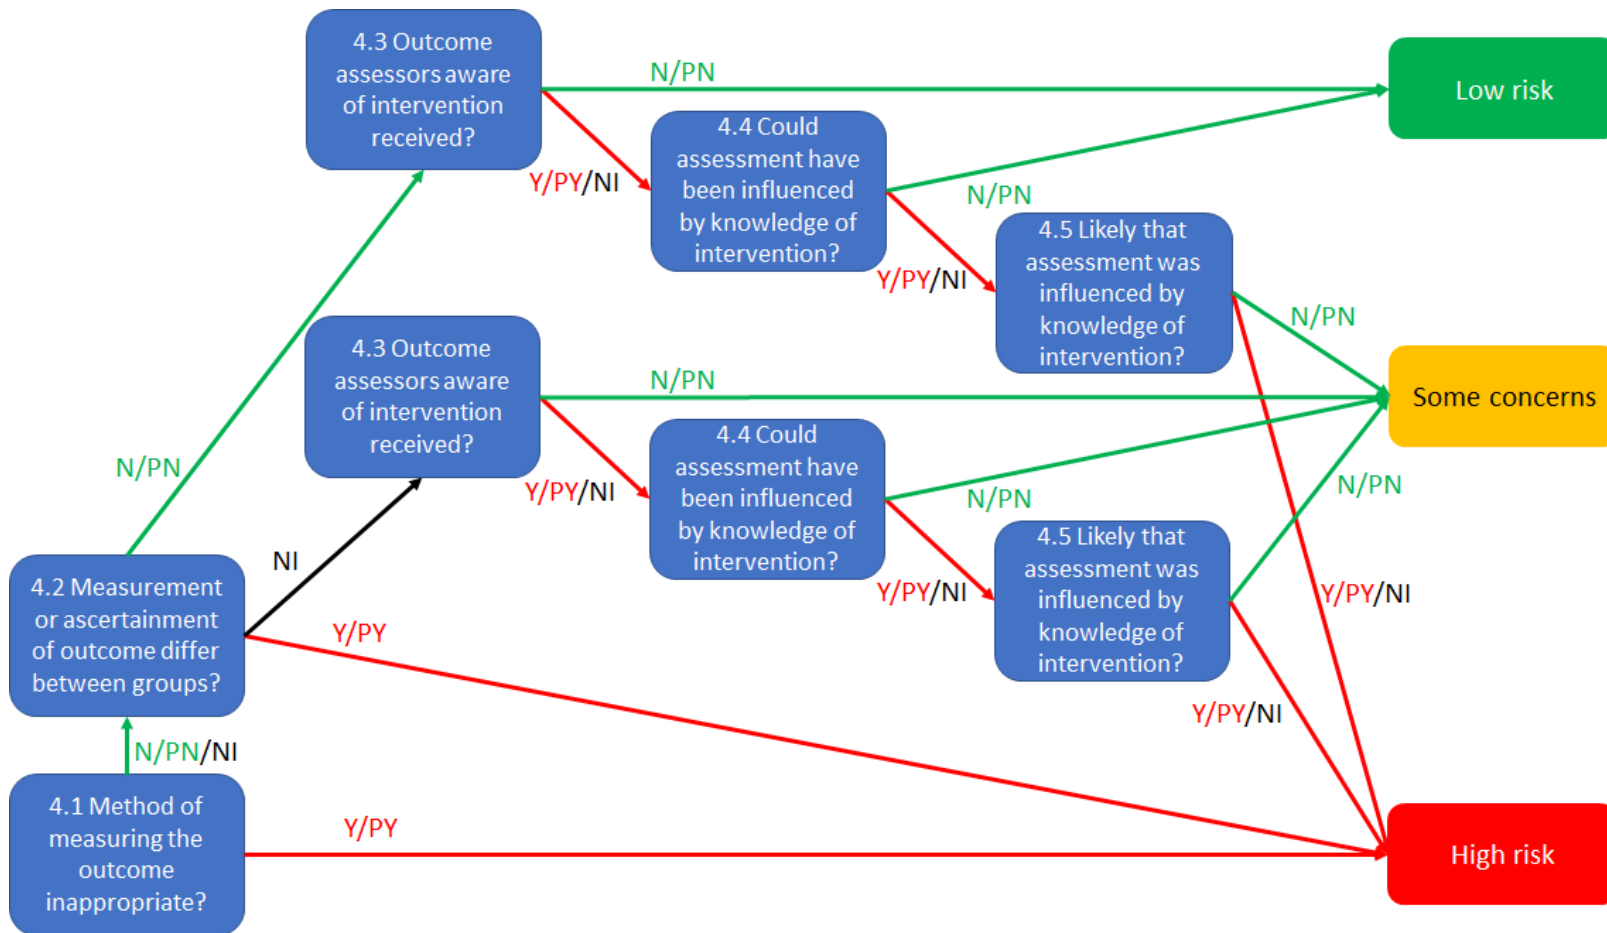 4.3 Outcome
assessors aware
of intervention
received?
N/PN
Low risk
Y/PY/NI
4.4 Could
assessment have
been influenced
by knowledge of
intervention?
N/PN
Y/PY/NI
4.5 Likely that
assessment was
influenced by
knowledge of
intervention?
N/PN
4.3 Outcome
assessors aware
of intervention
received?
N/PN
Some concerns
Y/PY/NI
4.4 Could
assessment have
been influenced
by knowledge of
intervention?
N/PN
Y/PY/NI
4.5 Likely that
assessment was
influenced by
knowledge of
intervention?
N/PN
Y/PY/NI
Y/PY/NI
N/PN
NI
4.2 Measurement
or ascertainment
of outcome differ
between groups?
Y/PY
N/PN/NI
4.1 Method of
measuring the
outcome
inappropriate?
Y/PY
High risk